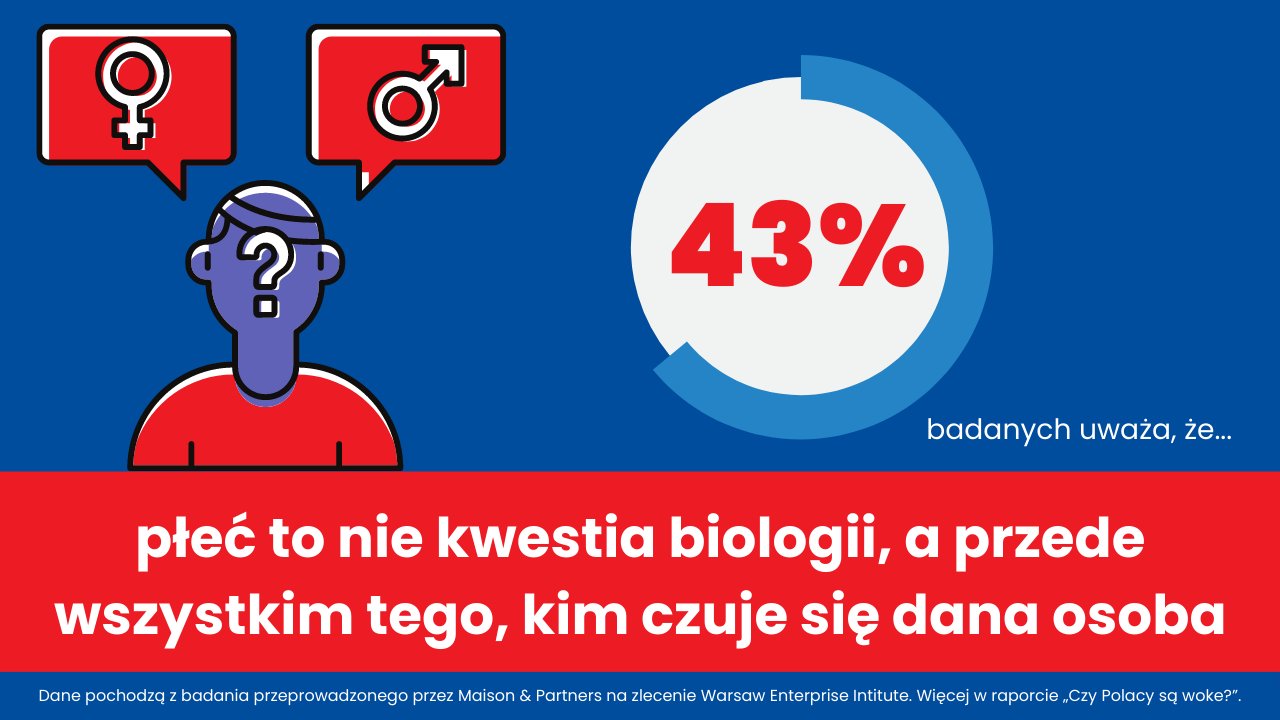 43%
badanych uważa, że...
płeć to nie kwestia biologii, a przede
wszystkim tego, kim czuje się dana osoba
Dane pochodzą z badania przeprowadzonego przez Maison & Partners na zlecenie Warsaw Enterprise Intitute. Więcej w raporcie „Czy Polacy są woke?”.